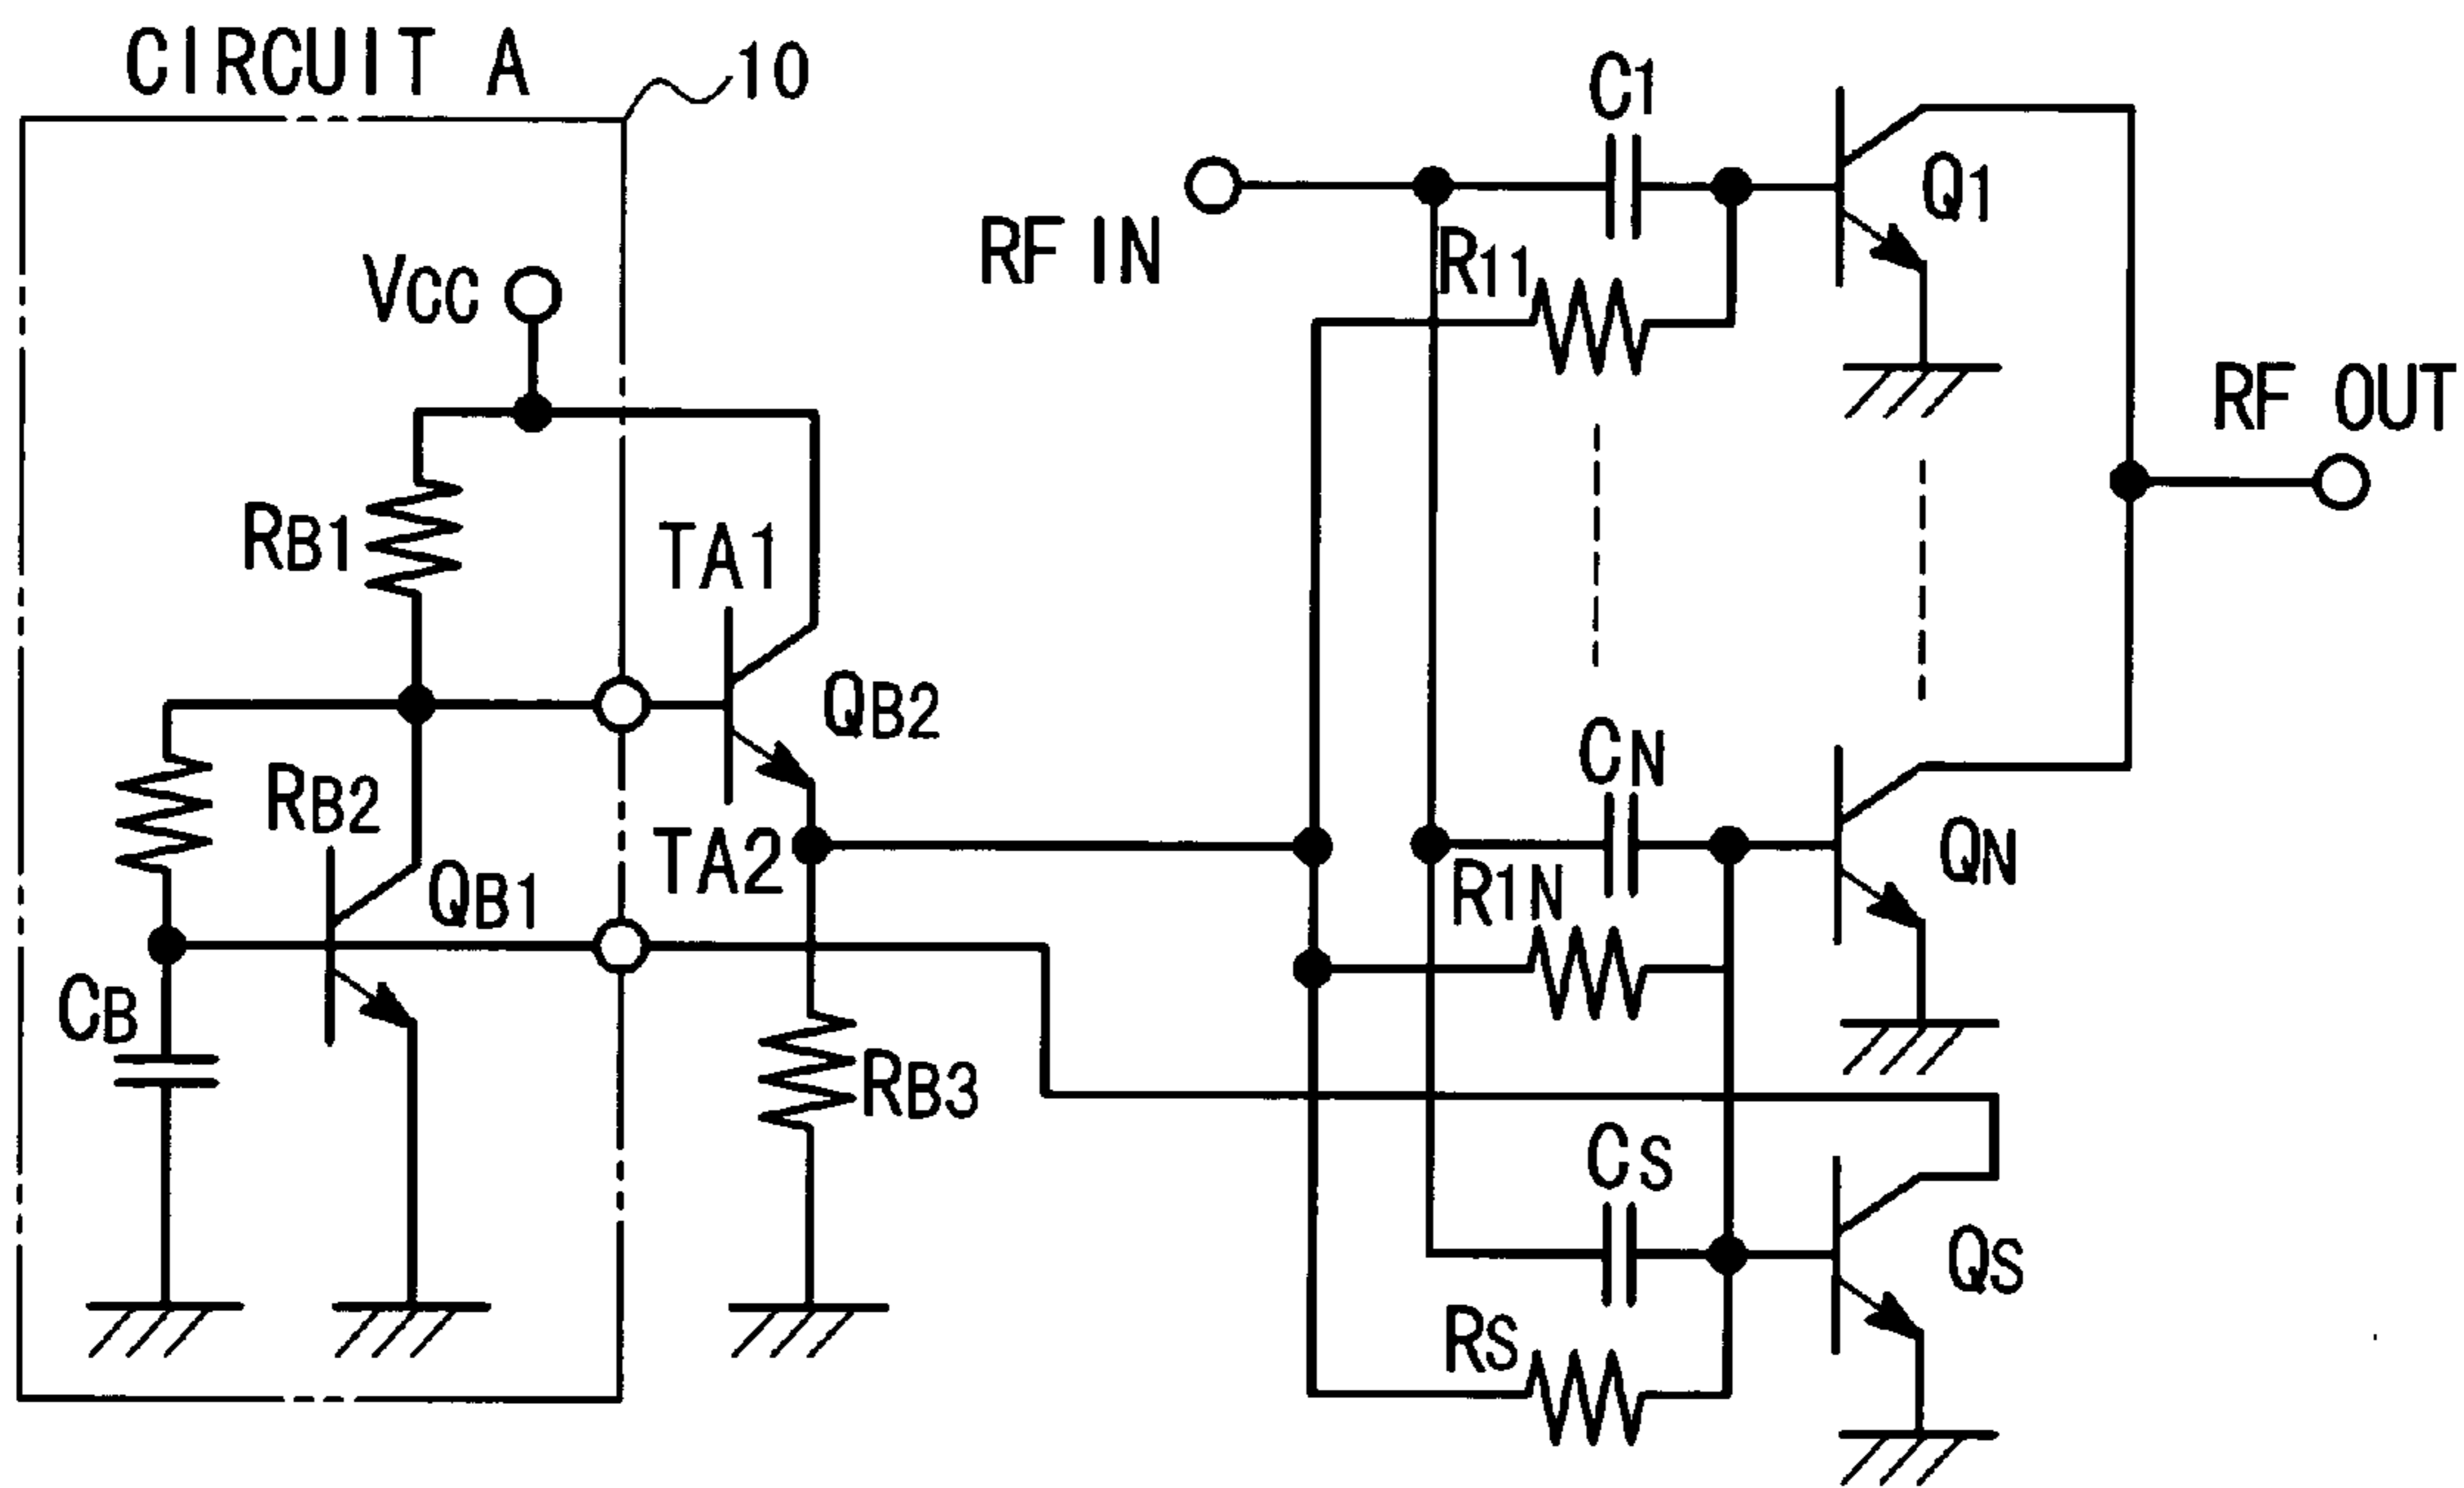 CIRCUIT A
10
C1
Q1
RF IN
R11
VCC
RF OUT
RB1
TA1
QB2
CN
RB2
TA2
QN
QB1
R1N
CB
RB3
CS
QS
RS